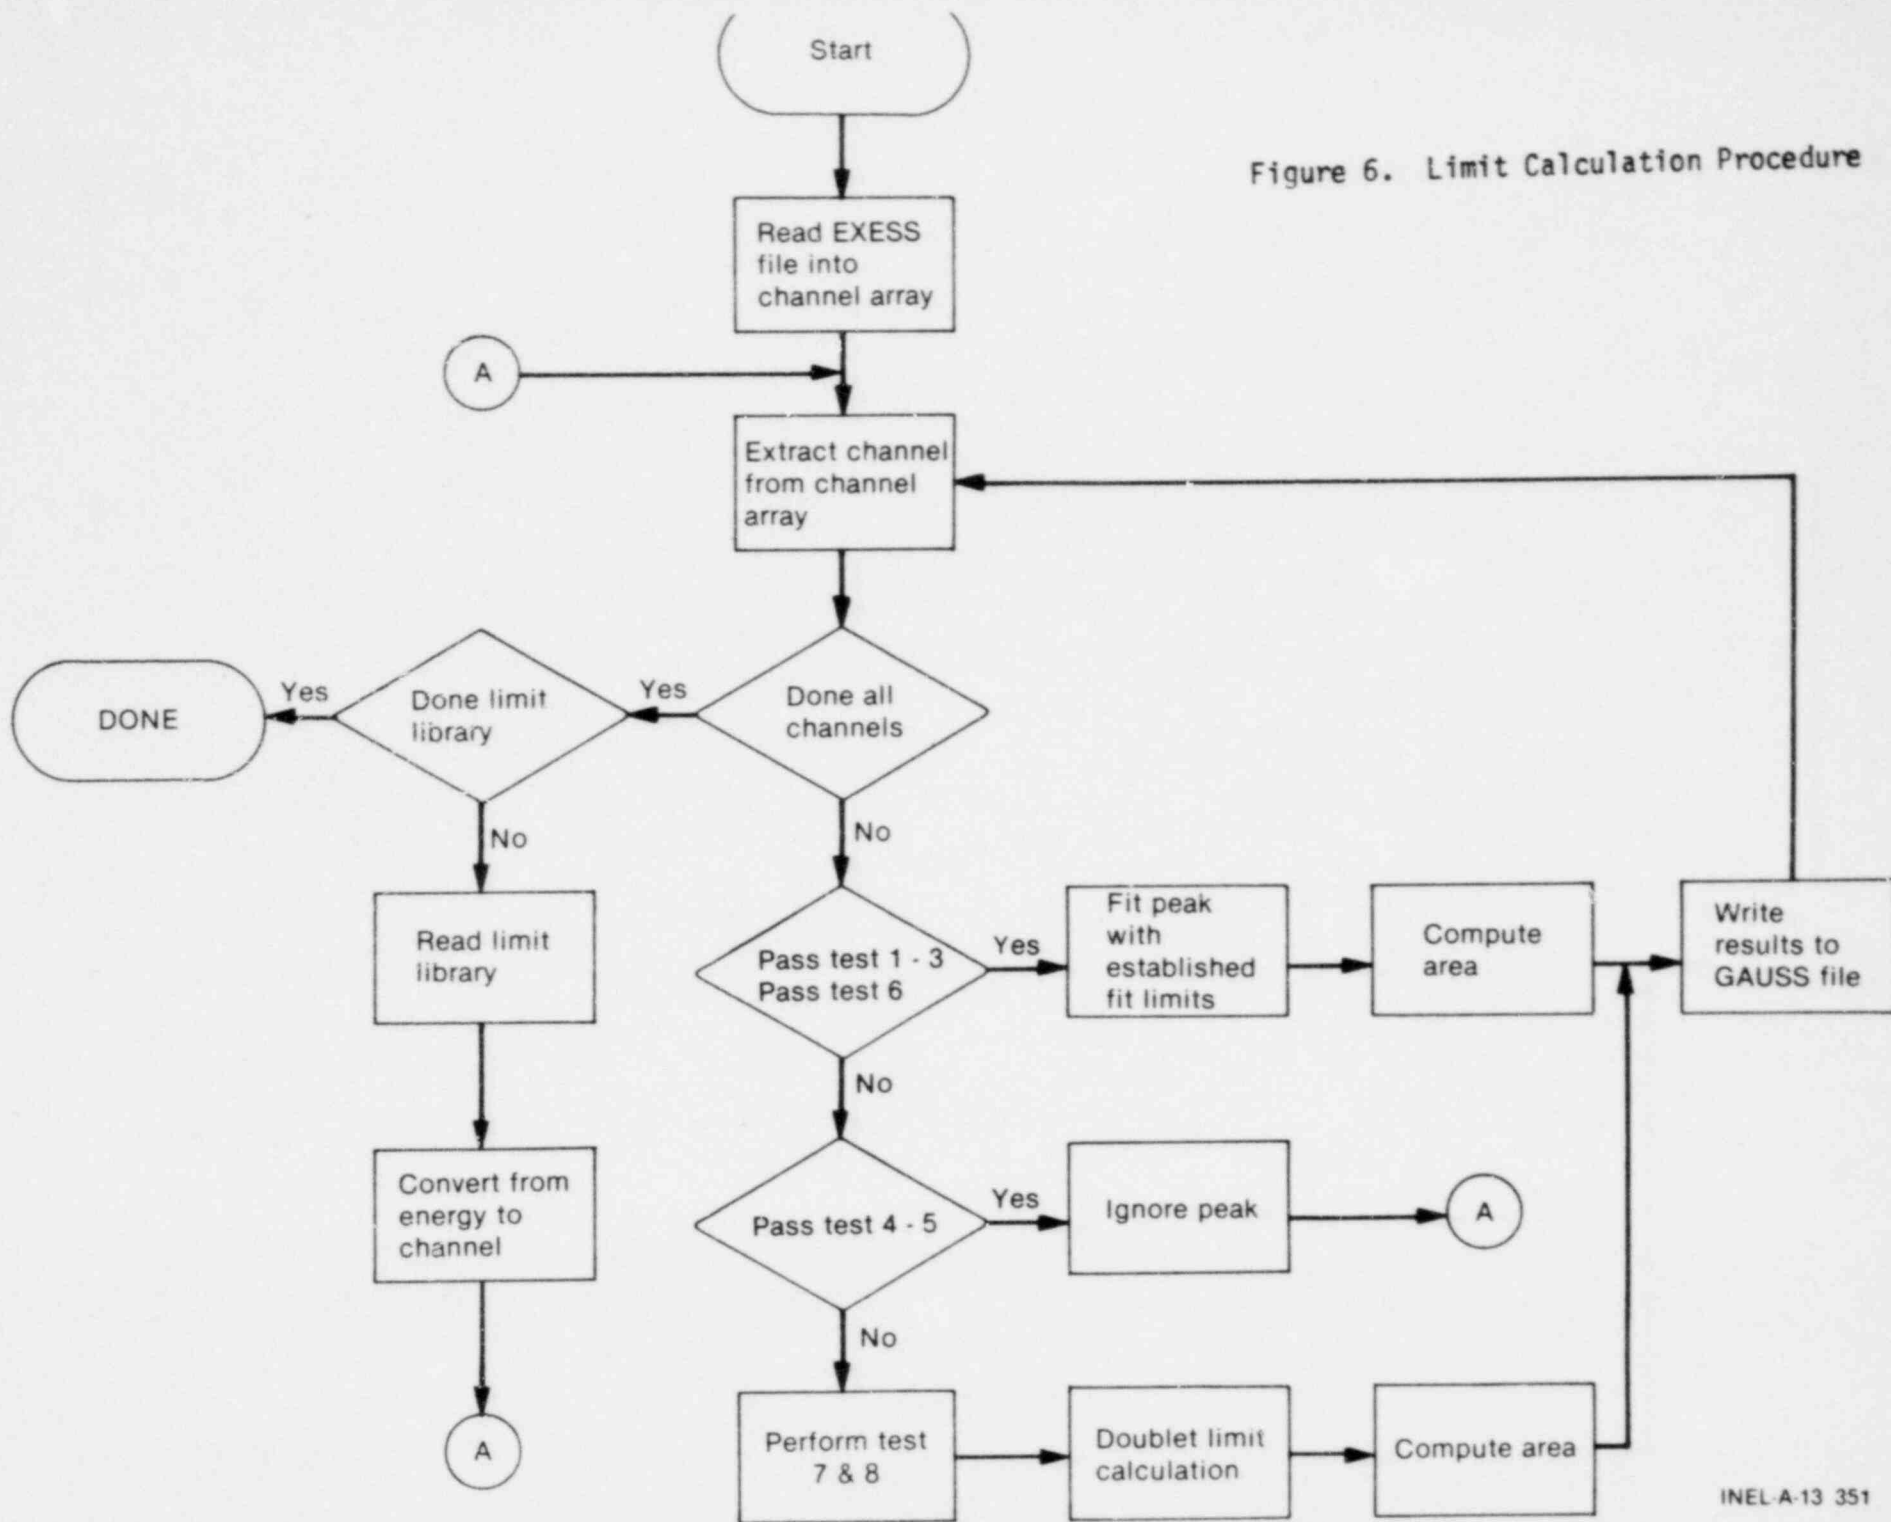 Start
Figure 6. Limit Calculation Procedure
Read EXESS
file into
channel array
A
Extract channel
from channel
array
DONE
Yes
Done limit
library
Yes
Done all
channels
No
No
Read limit
library
Pass test 1 - 3
Pass test 6
Yes
Fit peak
with
established
fit limits
Compute
area
Write
results to
GAUSS file
No
Convert from
energy to
channel
Pass test 4 - 5
Yes
Ignore peak
A
No
A
Perform test
7 & 8
Doublet limit
calculation
Compute area
INEL-A-13 351